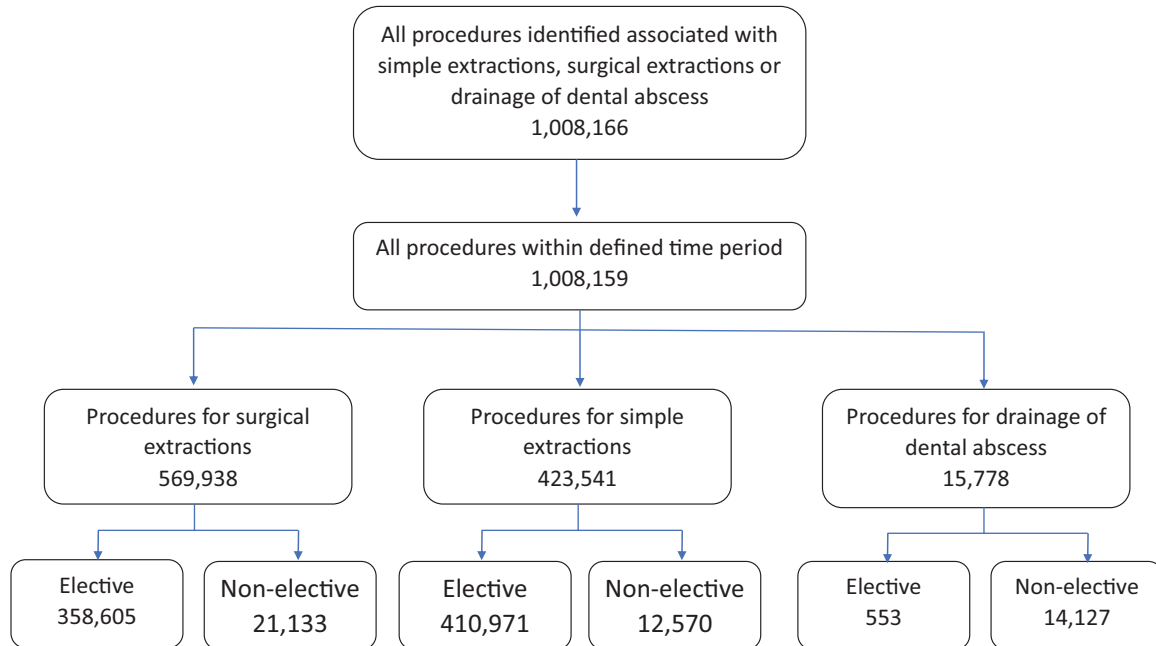 All procedures identified associated with
simple extractions, surgical extractions or
drainage of dental abscess
1,008,166
All procedures within defined time period
1,008,159
Procedures for surgical
extractions
569,938
Procedures for simple
extractions
423,541
Procedures for drainage of
dental abscess
15,778
Elective
358,605
Non-elective
21,133
Elective
410,971
Non-elective
12,570
Elective
553
Non-elective
14,127